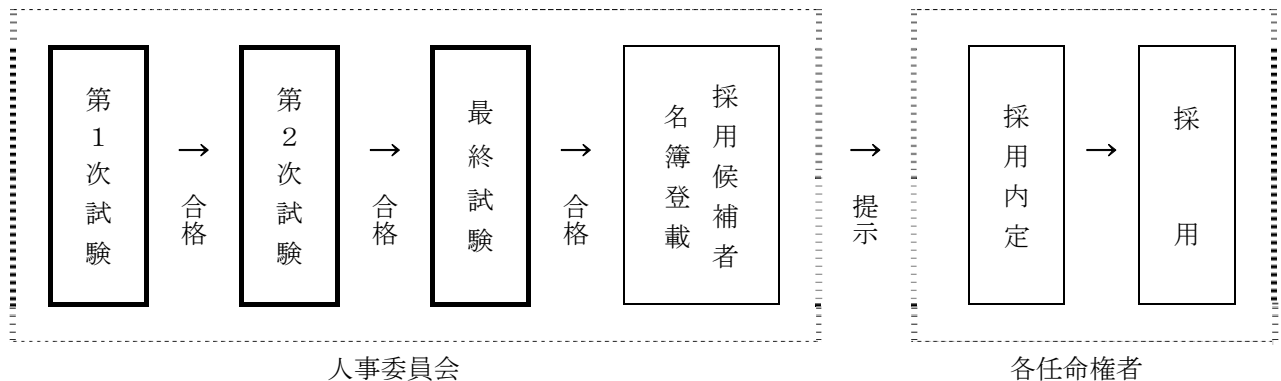 第１次試験
→
合格
第２次試験
→
合格
最終試験
→
合格
採用候補者
名簿登載
→
提示
採用内定
→
採用
人事委員会
各任命権者